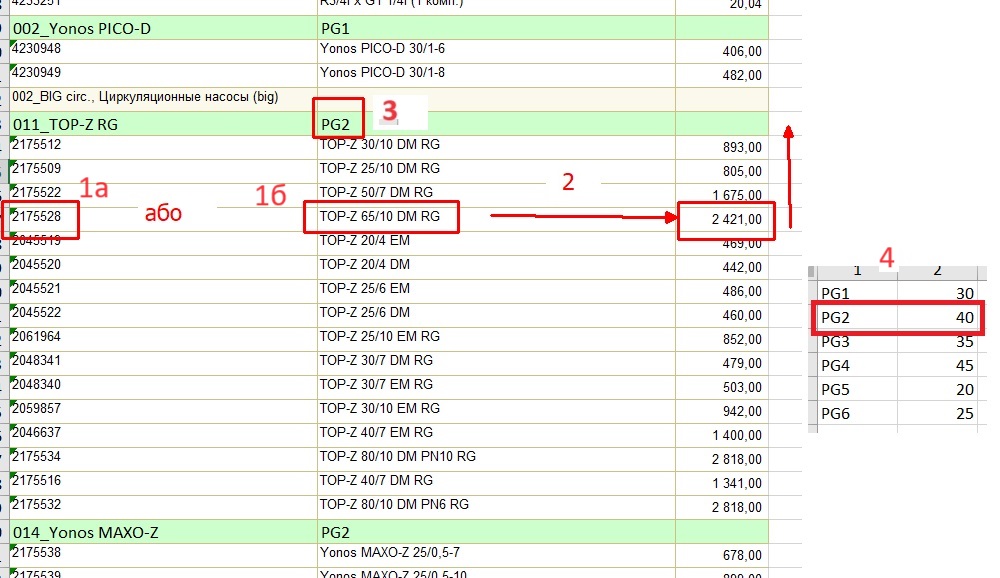 4233251 R3/4Fx G1 1/4F(1 комп.) 20,04
002_Yonos PICO-D PG1
4230948 Yonos PICO-D 30/1-6 406,00
4230949 Yonos PICO-D 30/1-8 482,00
002_BIG circ., Циркуляционные насосы (big)
3
011_TOP-Z RG PG2
2175512 TOP-Z 30/10 DM RG 893,00
2175509 TOP-Z 25/10 DM RG 805,00
2175522 TOP-Z 50/7 DM RG 1 675,00
1а або 1б 2
2175528 TOP-Z 65/10 DM RG 2 421,00
2045519 TOP-Z 20/4 EM 469,00
2045520 TOP-Z 20/4 DM 442,00
2045521 TOP-Z 25/6 EM 486,00
2045522 TOP-Z 25/6 DM 460,00
2061964 TOP-Z 25/10 EM RG 852,00
2048341 TOP-Z 30/7 DM RG 479,00
2048340 TOP-Z 30/7 EM RG 503,00
2059857 TOP-Z 30/10 EM RG 942,00
2046637 TOP-Z 40/7 EM RG 1 400,00
2175534 TOP-Z 80/10 DM PN10 RG 2 818,00
2175516 TOP-Z 40/7 DM RG 1 341,00
2175532 TOP-Z 80/10 DM PN6 RG 2 818,00
014_Yonos MAXO-Z PG2
2175538 Yonos MAXO-Z 25/0,5-7 678,00
2175539 Yonos MAXO-Z 25/0,5-10
4
1 2
PG1 30
PG2 40
PG3 35
PG4 45
PG5 20
PG6 25